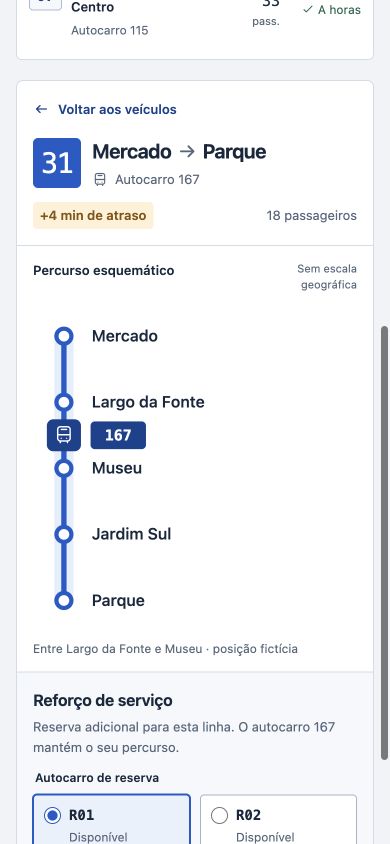 Centro
33
pass.
A horas
Autocarro 115
Voltar aos veículos
31
Mercado → Parque
Autocarro 167
+4 min de atraso
18 passageiros
Percurso esquemático
Sem escala
geográfica
Mercado
Largo da Fonte
167
Museu
Jardim Sul
Parque
Entre Largo da Fonte e Museu · posição fictícia
Reforço de serviço
Reserva adicional para esta linha. O autocarro 167
mantém o seu percurso.
Autocarro de reserva
R01
Disponível
R02
Disponível